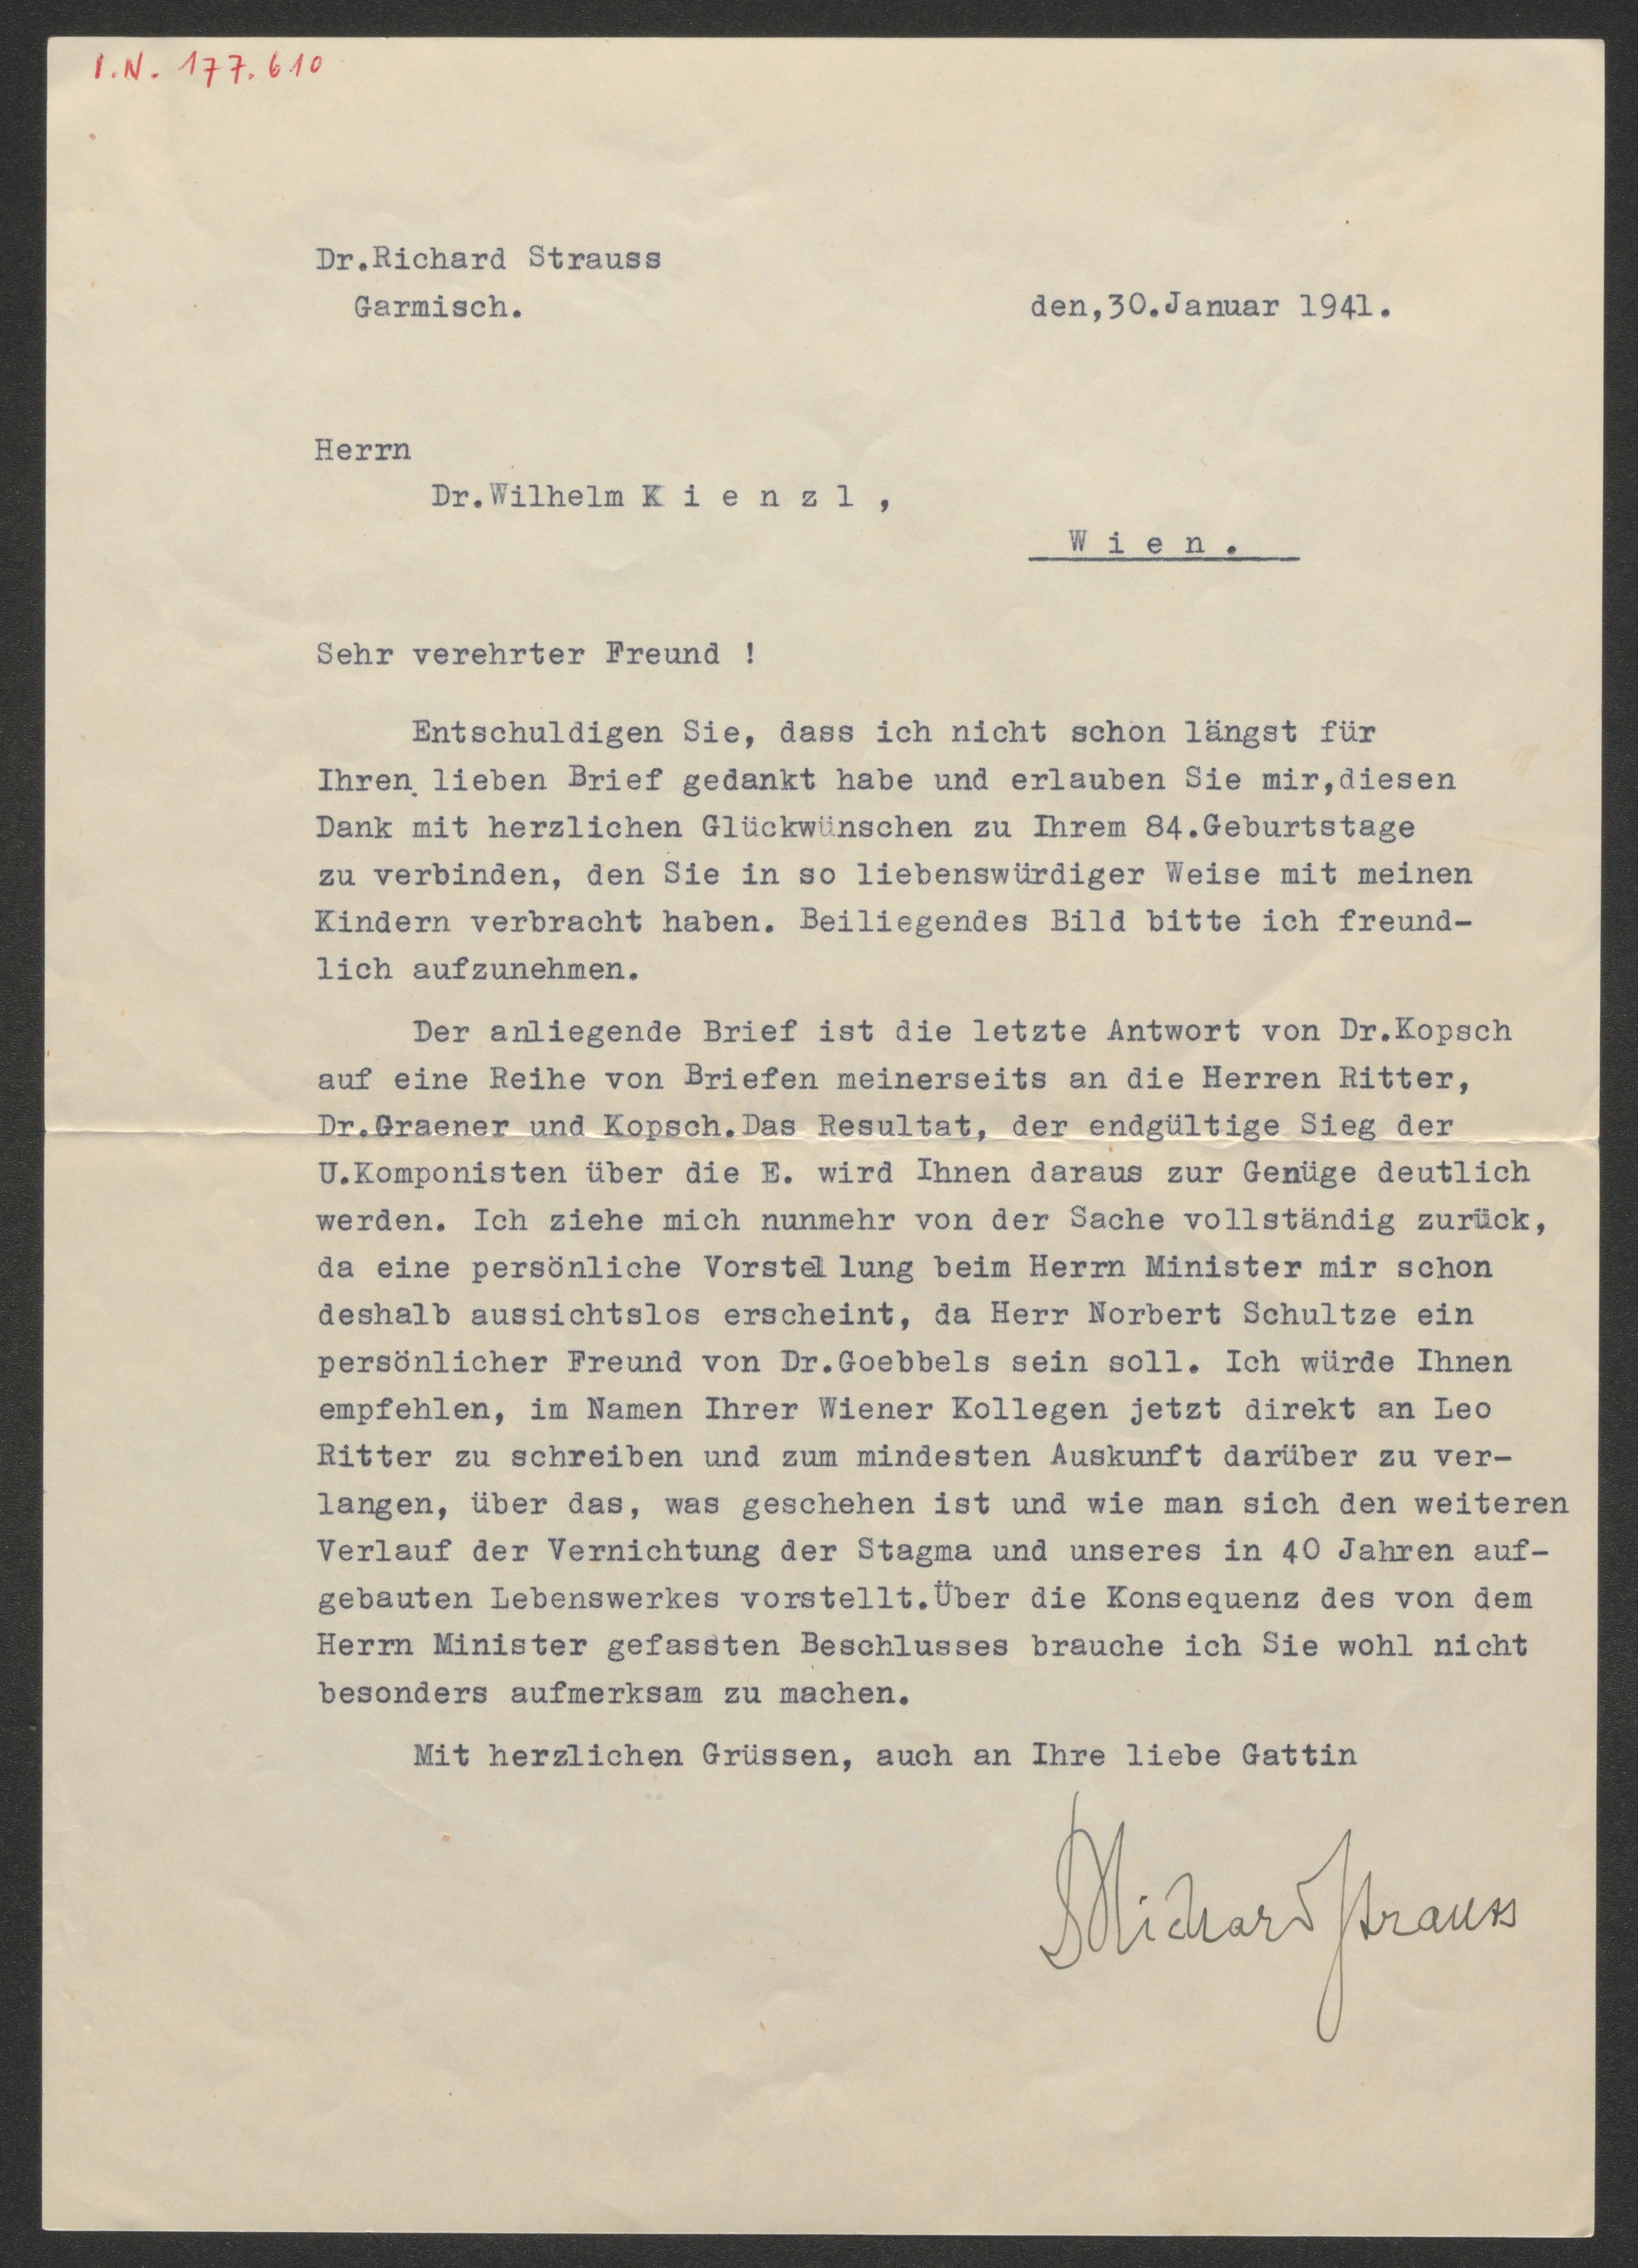 I.N. 177.610
Dr.Richard Strauss
Garmisch.
den,30.Januar 1941.
Herrn
Dr.Wilhelm K i e n z l ,
W i e n .
Sehr verehrter Freund !
Entschuldigen Sie, dass ich nicht schon längst für
Ihren lieben Brief gedankt habe und erlauben Sie mir,diesen
Dank mit herzlichen Glückwünschen zu Ihrem 84.Geburtstage
zu verbinden, den Sie in so liebenswürdiger Weise mit meinen
Kindern verbracht haben. Beiliegendes Bild bitte ich freund-
lich aufzunehmen.
Der anliegende Brief ist die letzte Antwort von Dr.Kopsch
auf eine Reihe von Briefen meinerseits an die Herren Ritter,
Dr.Graener und Kopsch.Das Resultat, der endgültige Sieg der
U.Komponisten über die E. wird Ihnen daraus zur Genüge deutlich
werden. Ich ziehe mich nunmehr von der Sache vollständig zurück,
da eine persönliche Vorstellung beim Herrn Minister mir schon
deshalb aussichtslos erscheint, da Herr Norbert Schultze ein
persönlicher Freund von Dr.Goebbels sein soll. Ich würde Ihnen
empfehlen, im Namen Ihrer Wiener Kollegen jetzt direkt an Leo
Ritter zu schreiben und zum mindesten Auskunft darüber zu ver-
langen, über das, was geschehen ist und wie man sich den weiteren
Verlauf der Vernichtung der Stagma und unseres in 40 Jahren auf-
gebauten Lebenswerkes vorstellt.Über die Konsequenz des von dem
Herrn Minister gefassten Beschlusses brauche ich Sie wohl nicht
besonders aufmerksam zu machen.
Mit herzlichen Grüssen, auch an Ihre liebe Gattin
DrRichard Strauss